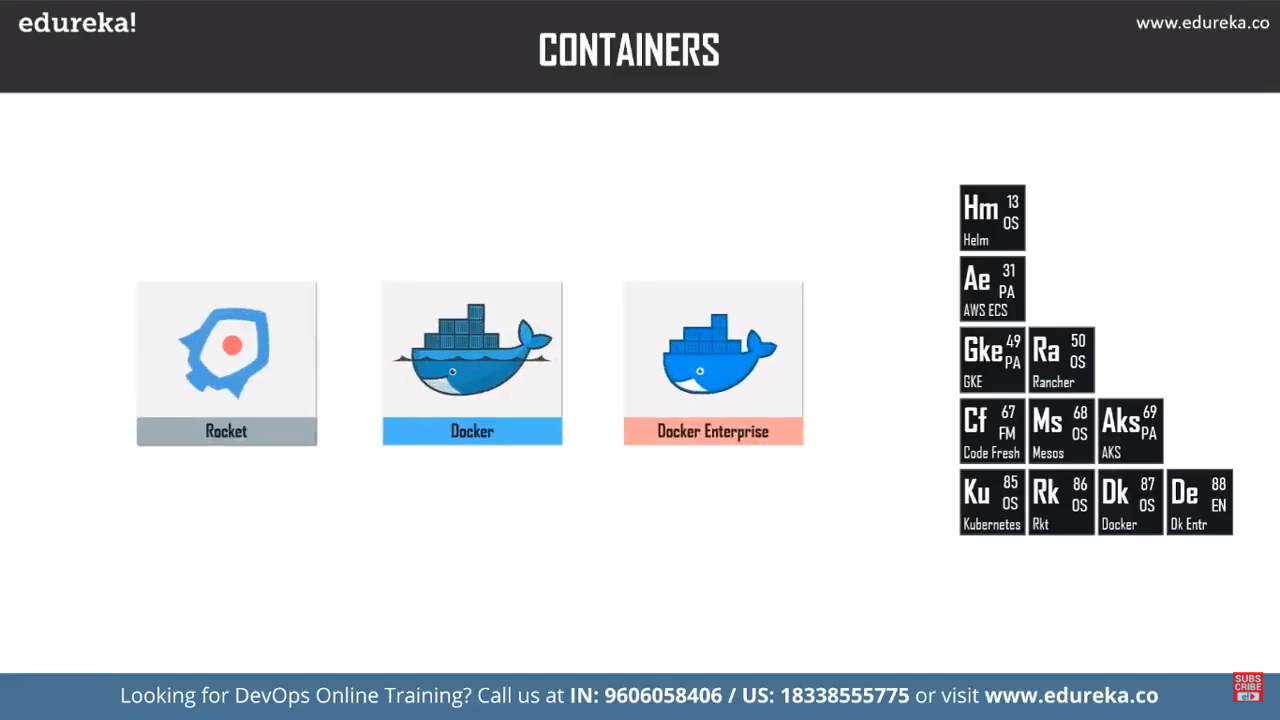 edureka!
www.edureka.co
CONTAINERS
Rocket
Docker
Docker Enterprise
Hm 13
OS
Helm
Ae 31
PA
AWS ECS
Gke 49
PA
GKE
Ra 50
OS
Rancher
Cf 67
FM
Code Fresh
Ms 68
OS
Mesos
Aks 69
PA
AKS
Ku 85
OS
Kubernetes
Rk 86
OS
Rkt
Dk 87
OS
Docker
De 88
EN
Dk Entr
Looking for DevOps Online Training? Call us at IN: 9606058406 / US: 18338555775 or visit www.edureka.co
SUBS
CRIBE
e!